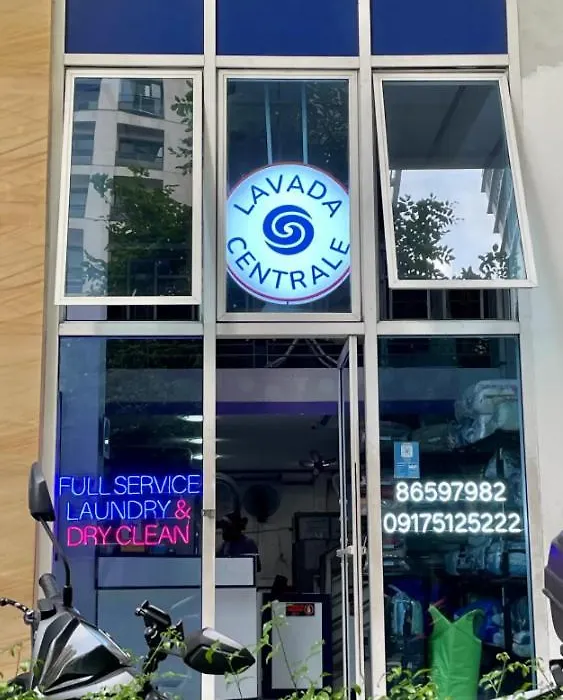 LAVADA
CENTRALE
FULL SERVICE
LAUNDRY &
DRY CLEAN
86597982
09175125222